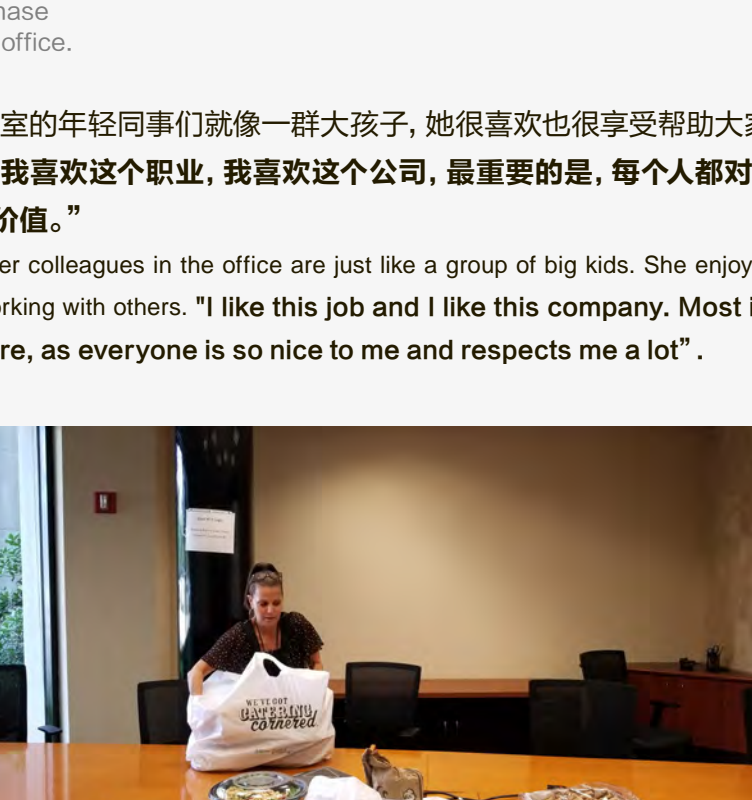 hase
office.
室的年轻同事们就像一群大孩子，她很喜欢也很享受帮助大家
我喜欢这个职业，我喜欢这个公司，最重要的是，每个人都对
价值。”
er colleagues in the office are just like a group of big kids. She enjoy
rking with others. "I like this job and I like this company. Most i
re, as everyone is so nice to me and respects me a lot” .
WE'VE GOT
CATERING
cornered